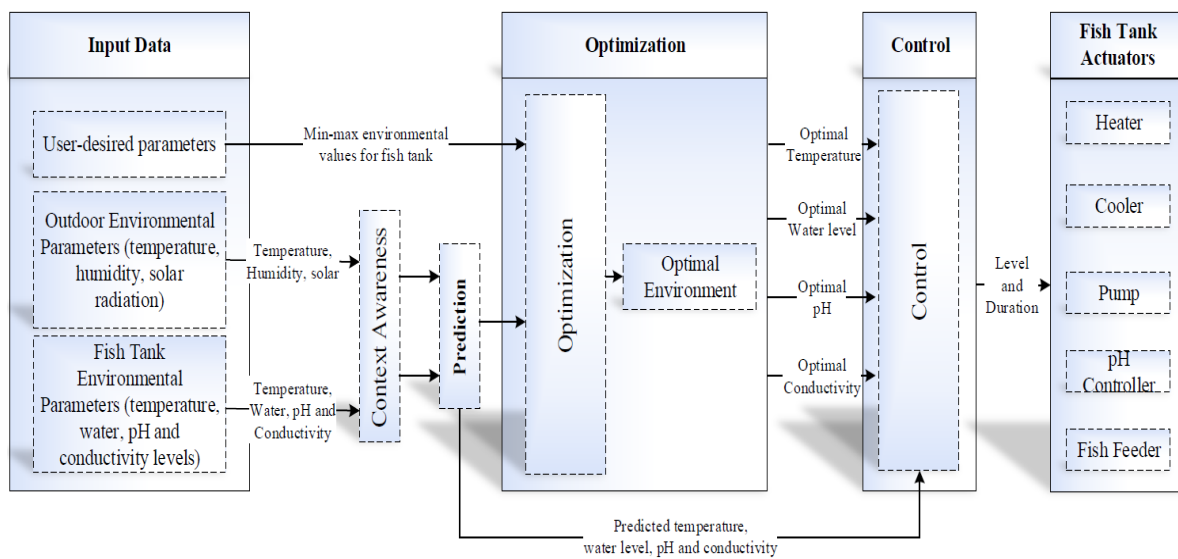 Input Data
User-desired parameters
Outdoor Environmental
Parameters (temperature,
humidity, solar
radiation)
Fish Tank
Environmental
Parameters (temperature,
water, pH and
conductivity levels)
Min-max environmental
values for fish tank
Temperature,
Humidity, solar
Temperature,
Water, pH and
Conductivity
Context Awareness
Prediction
Optimization
Optimization
Optimal
Environment
Optimal
Temperature
Optimal
Water level
Optimal
pH
Optimal
Conductivity
Predicted temperature,
water level, pH and conductivity
Control
Control
Level
and
Duration
Fish Tank
Actuators
Heater
Cooler
Pump
pH
Controller
Fish Feeder